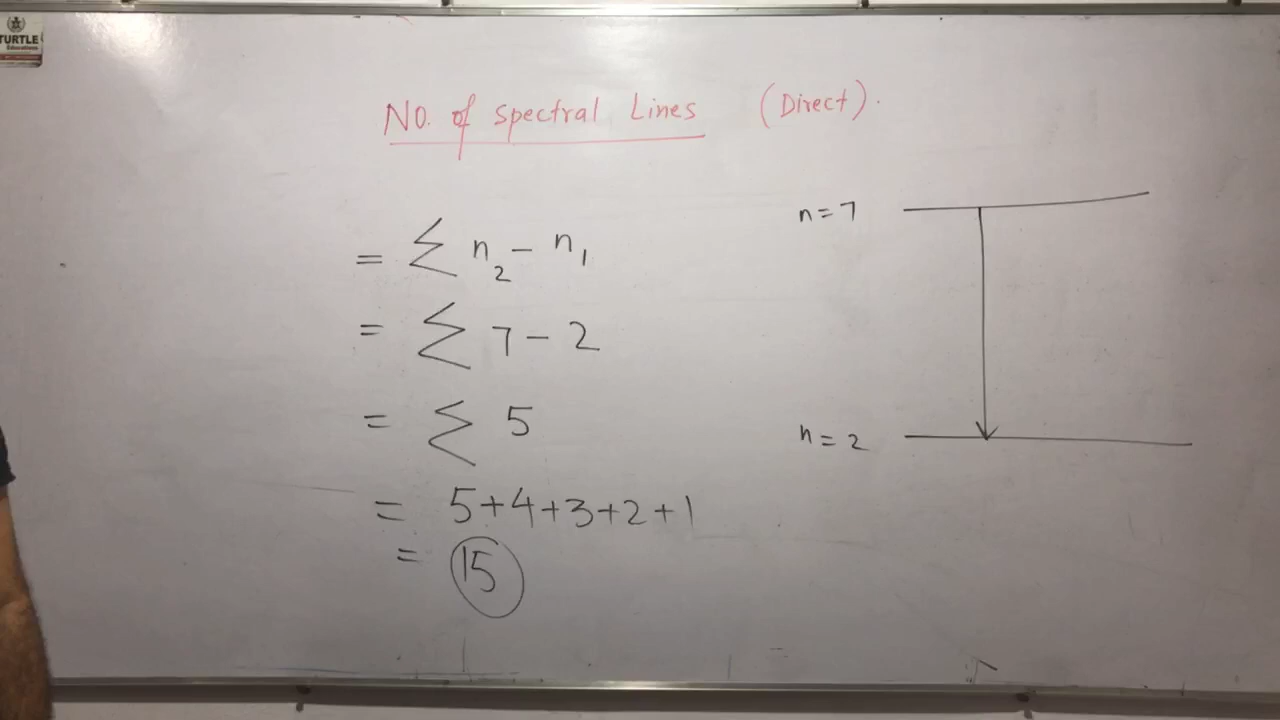 TURTLE
Educations
No. of Spectral Lines (Direct).
= ∑ n₂ - n₁
= ∑ 7 - 2
= ∑ 5
= 5+4+3+2+1
= 15
n = 7
n = 2